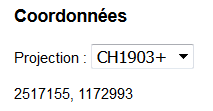 Coordonnées
Projection : CH1903+
2517155, 1172993